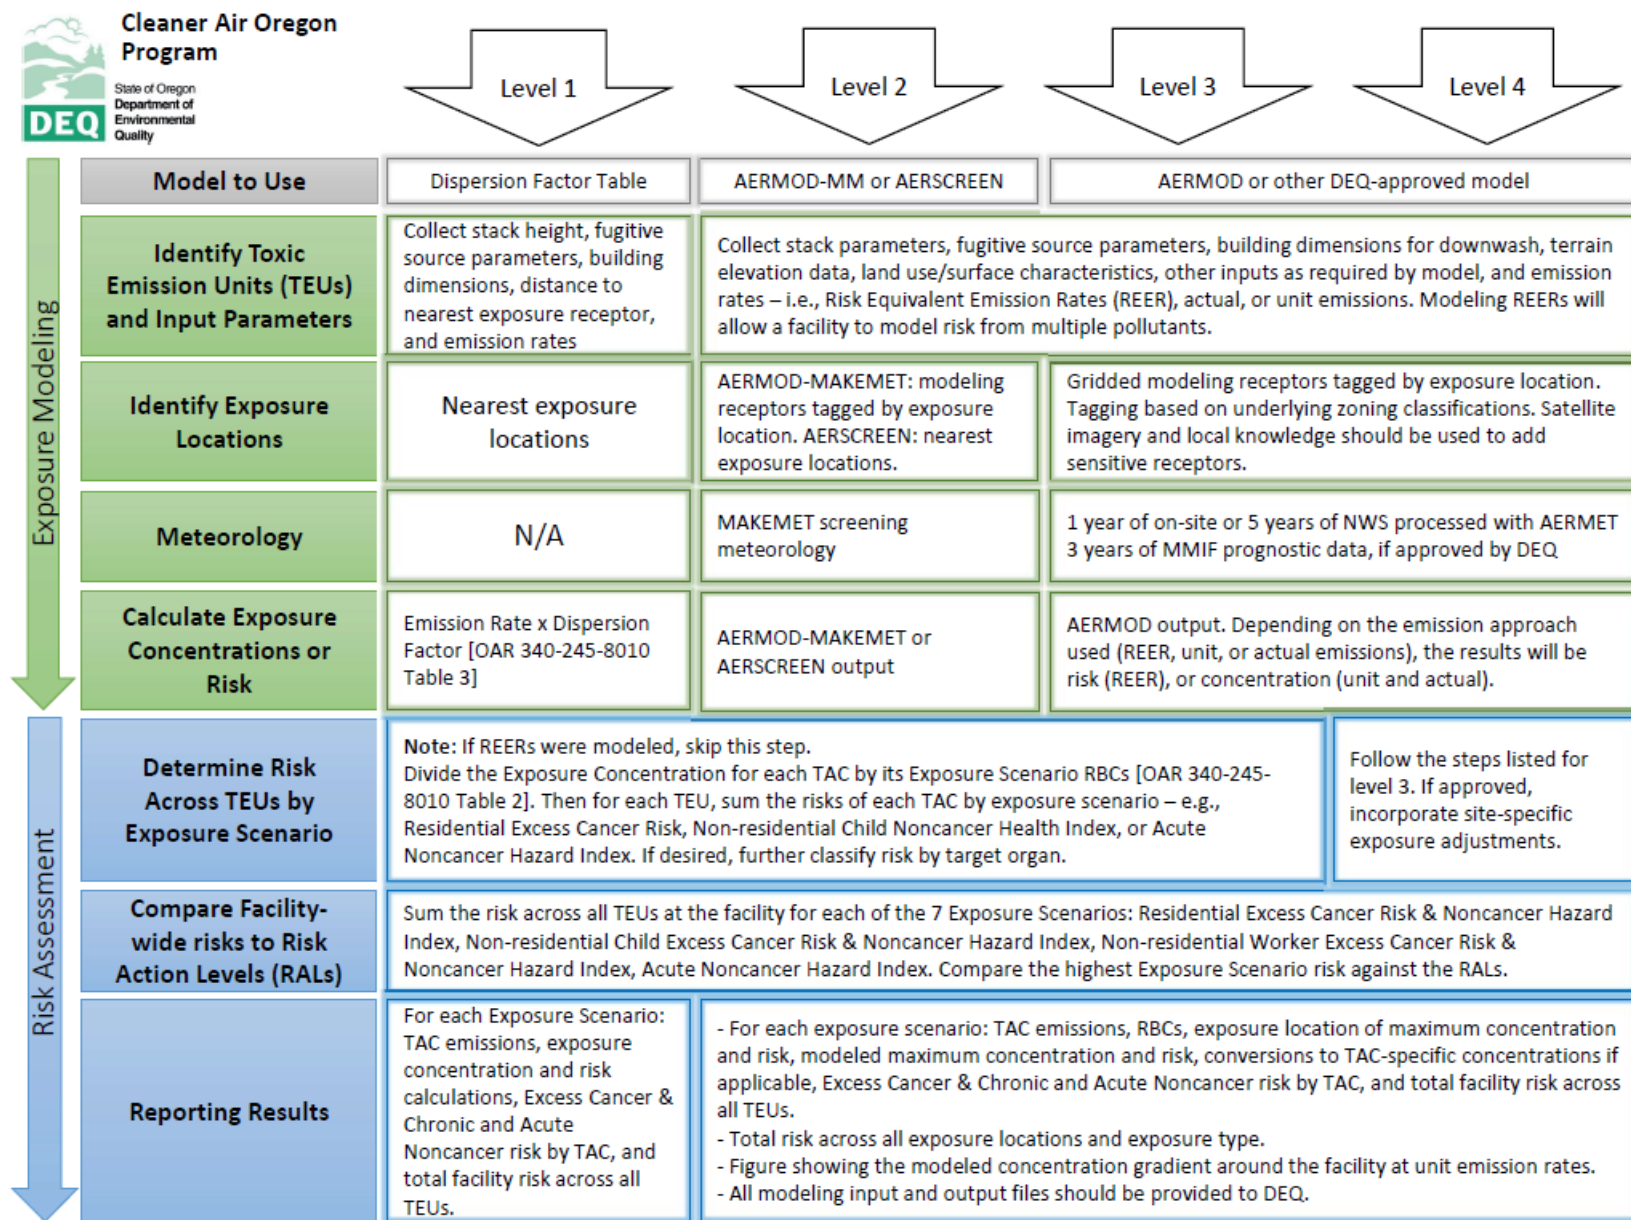 Cleaner Air Oregon
Program
State of Oregon
Department of
Environmental
Quality
DEQ
Level 1
Level 2
Level 3
Level 4
Exposure Modeling
Model to Use
Dispersion Factor Table
AERMOD-MM or AERSCREEN
AERMOD or other DEQ-approved model
Identify Toxic
Emission Units (TEUs)
and Input Parameters
Collect stack height, fugitive
source parameters, building
dimensions, distance to
nearest exposure receptor,
and emission rates
Collect stack parameters, fugitive source parameters, building dimensions for downwash, terrain
elevation data, land use/surface characteristics, other inputs as required by model, and emission
rates – i.e., Risk Equivalent Emission Rates (REER), actual, or unit emissions. Modeling REERs will
allow a facility to model risk from multiple pollutants.
Identify Exposure
Locations
Nearest exposure
locations
AERMOD-MAKEMET: modeling
receptors tagged by exposure
location. AERSCREEN: nearest
exposure locations.
Gridded modeling receptors tagged by exposure location.
Tagging based on underlying zoning classifications. Satellite
imagery and local knowledge should be used to add
sensitive receptors.
Meteorology
N/A
MAKEMET screening
meteorology
1 year of on-site or 5 years of NWS processed with AERMET
3 years of MMIF prognostic data, if approved by DEQ
Calculate Exposure
Concentrations or
Risk
Emission Rate x Dispersion
Factor [OAR 340-245-8010
Table 3]
AERMOD-MAKEMET or
AERSCREEN output
AERMOD output. Depending on the emission approach
used (REER, unit, or actual emissions), the results will be
risk (REER), or concentration (unit and actual).
Risk Assessment
Determine Risk
Across TEUs by
Exposure Scenario
Note: If REERs were modeled, skip this step.
Divide the Exposure Concentration for each TAC by its Exposure Scenario RBCs [OAR 340-245-
8010 Table 2]. Then for each TEU, sum the risks of each TAC by exposure scenario – e.g.,
Residential Excess Cancer Risk, Non-residential Child Noncancer Health Index, or Acute
Noncancer Hazard Index. If desired, further classify risk by target organ.
Follow the steps listed for
level 3. If approved,
incorporate site-specific
exposure adjustments.
Compare Facility-
wide risks to Risk
Action Levels (RALs)
Sum the risk across all TEUs at the facility for each of the 7 Exposure Scenarios: Residential Excess Cancer Risk & Noncancer Hazard
Index, Non-residential Child Excess Cancer Risk & Noncancer Hazard Index, Non-residential Worker Excess Cancer Risk &
Noncancer Hazard Index, Acute Noncancer Hazard Index. Compare the highest Exposure Scenario risk against the RALs.
Reporting Results
For each Exposure Scenario:
TAC emissions, exposure
concentration and risk
calculations, Excess Cancer &
Chronic and Acute
Noncancer risk by TAC, and
total facility risk across all
TEUs.
- For each exposure scenario: TAC emissions, RBCs, exposure location of maximum concentration
and risk, modeled maximum concentration and risk, conversions to TAC-specific concentrations if
applicable, Excess Cancer & Chronic and Acute Noncancer risk by TAC, and total facility risk across
all TEUs.
- Total risk across all exposure locations and exposure type.
- Figure showing the modeled concentration gradient around the facility at unit emission rates.
- All modeling input and output files should be provided to DEQ.